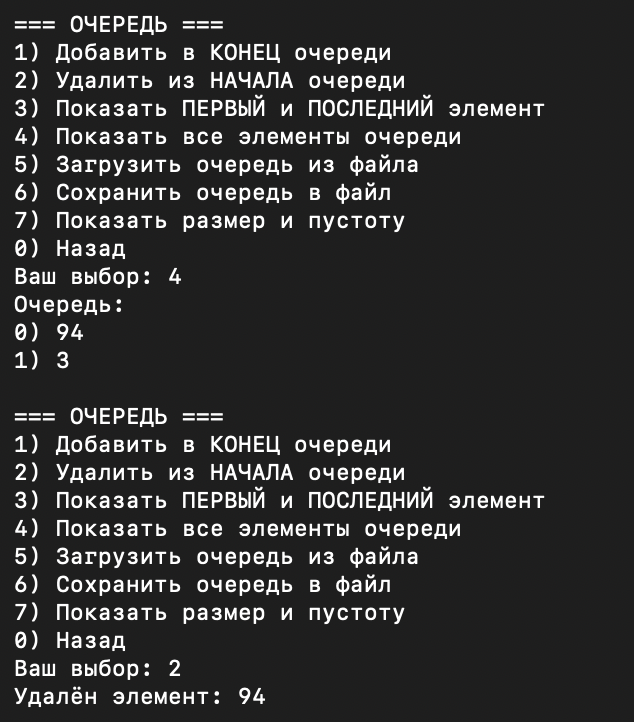 === ОЧЕРЕДЬ ===
1) Добавить в КОНЕЦ очереди
2) Удалить из НАЧАЛА очереди
3) Показать ПЕРВЫЙ и ПОСЛЕДНИЙ элемент
4) Показать все элементы очереди
5) Загрузить очередь из файла
6) Сохранить очередь в файл
7) Показать размер и пустоту
0) Назад
Ваш выбор: 4
Очередь:
0) 94
1) 3
=== ОЧЕРЕДЬ ===
1) Добавить в КОНЕЦ очереди
2) Удалить из НАЧАЛА очереди
3) Показать ПЕРВЫЙ и ПОСЛЕДНИЙ элемент
4) Показать все элементы очереди
5) Загрузить очередь из файла
6) Сохранить очередь в файл
7) Показать размер и пустоту
0) Назад
Ваш выбор: 2
Удалён элемент: 94